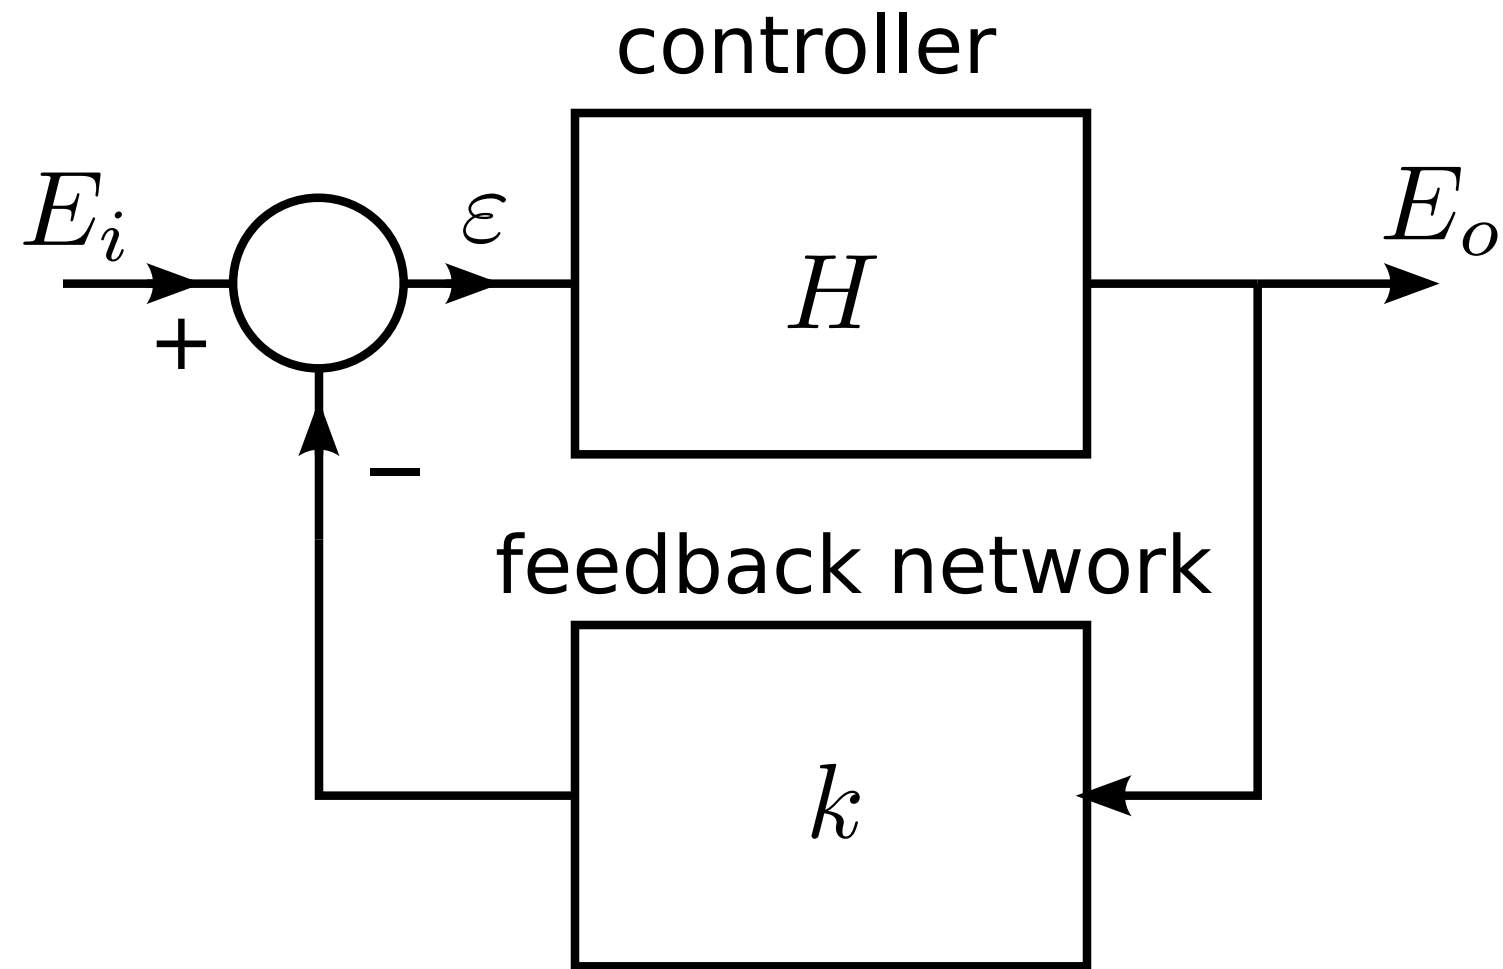 controller
E_i
ε
E_o
+
H
−
feedback network
k